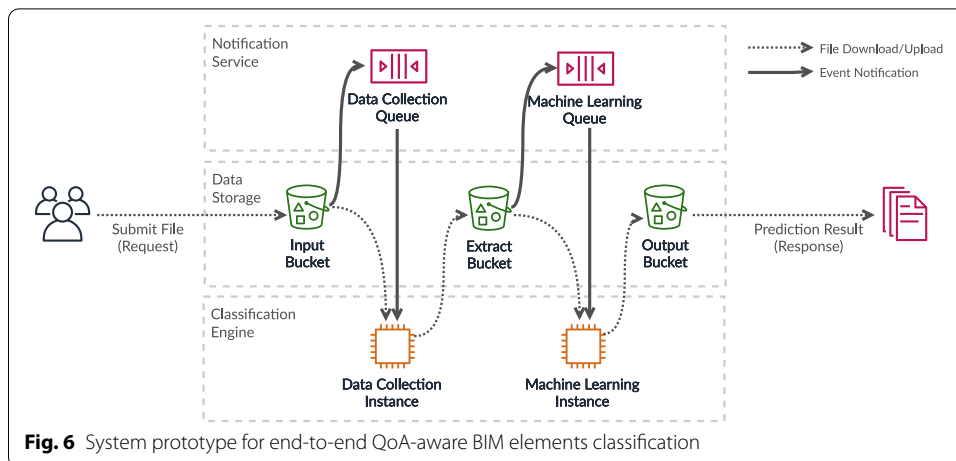 Notification
Service
File Download/Upload
Event Notification
Data Collection
Queue
Machine Learning
Queue
Data
Storage
Submit File
(Request)
Input
Bucket
Extract
Bucket
Output
Bucket
Prediction Result
(Response)
Classification
Engine
Data Collection
Instance
Machine Learning
Instance
Fig. 6 System prototype for end-to-end QoA-aware BIM elements classification